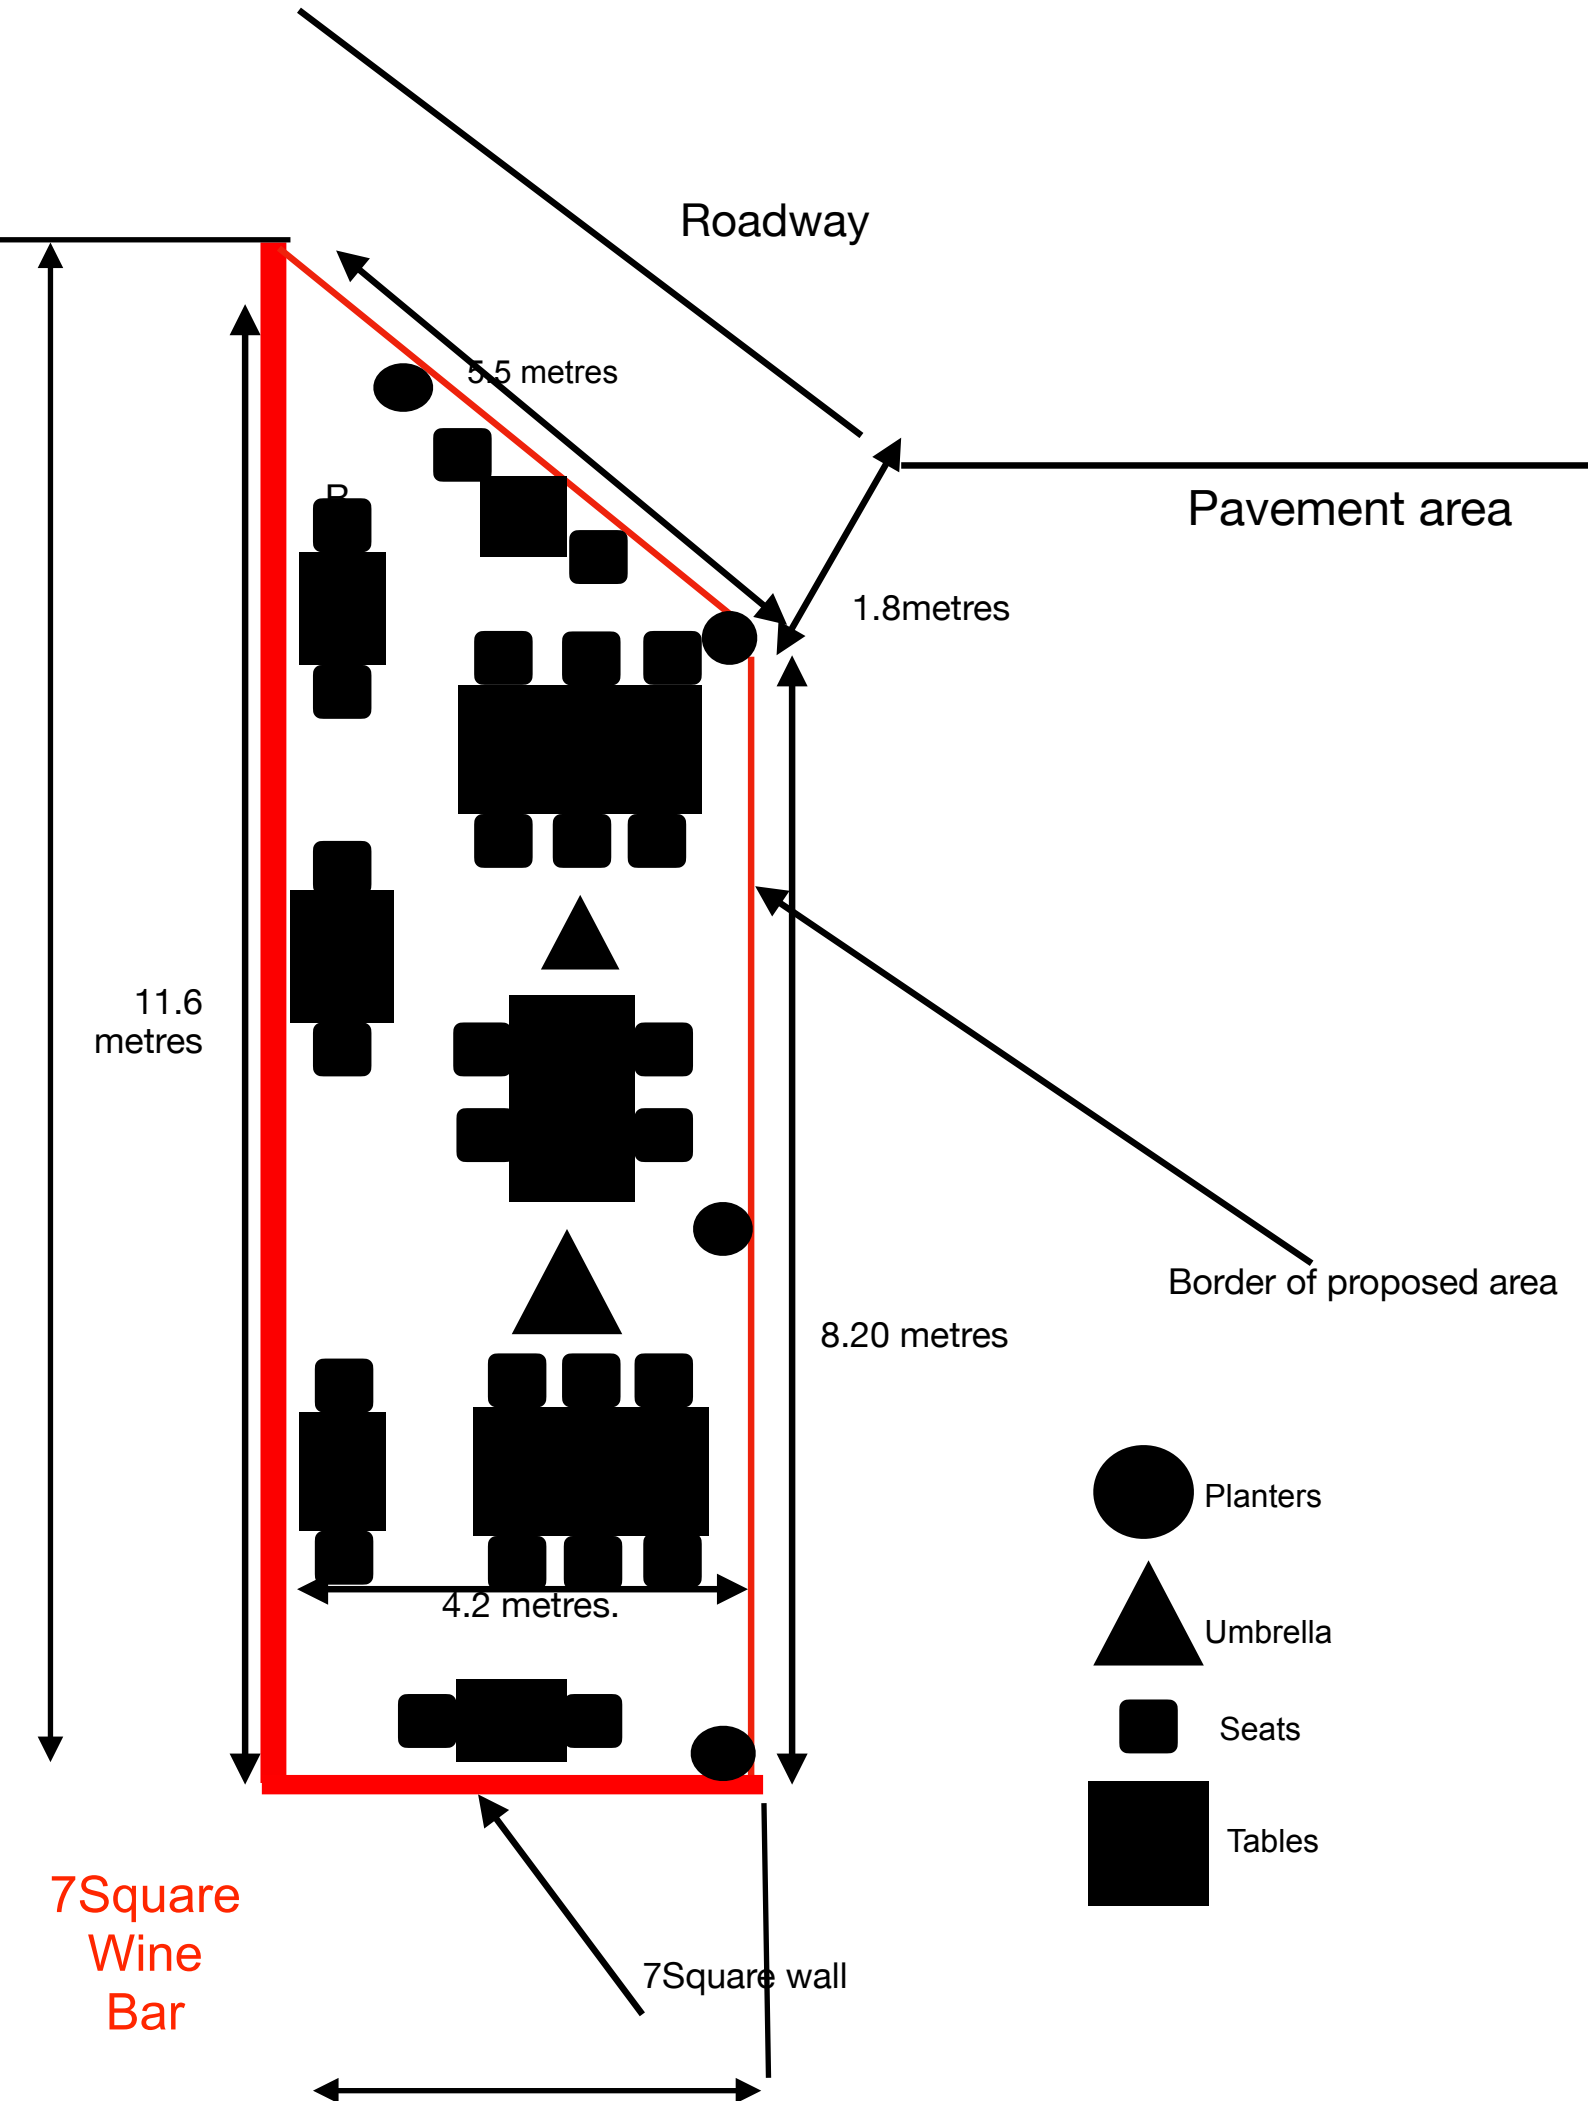 Roadway
5.5 metres
Pavement area
1.8metres
11.6
metres
Border of proposed area
8.20 metres
Planters
4.2 metres.
Umbrella
Seats
Tables
7Square
Wine
Bar
7Square wall